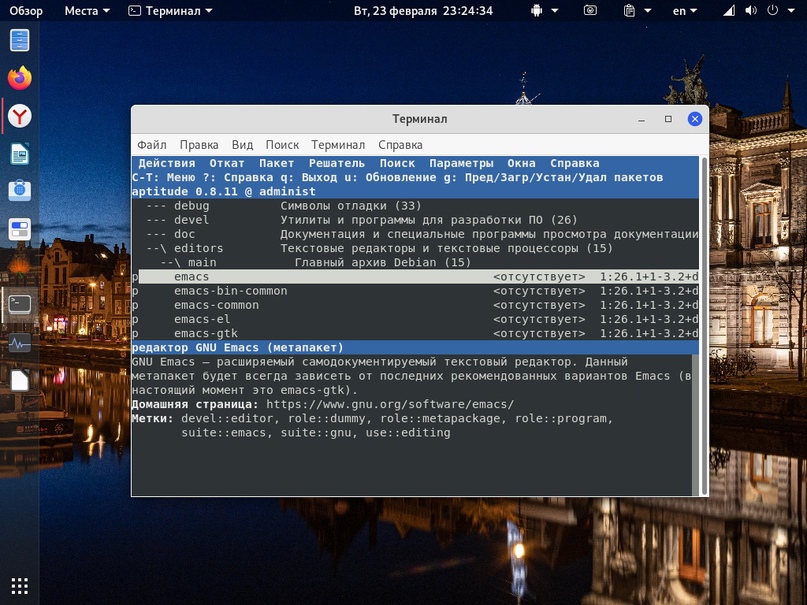 Обзор Места Терминал Вт, 23 февраля 23:24:34 en
Терминал
Файл Правка Вид Поиск Терминал Справка
Действия Откат Пакет Решатель Поиск Параметры Окна Справка
C-T: Меню ?: Справка q: Выход u: Обновление g: Пред/Загр/Устан/Удал пакетов
aptitude 0.8.11 @ administ
--- debug Символы отладки (33)
--- devel Утилиты и программы для разработки ПО (26)
--- doc Документация и специальные программы просмотра документации
--\ editors Текстовые редакторы и текстовые процессоры (15)
--\ main Главный архив Debian (15)
p emacs <отсутствует> 1:26.1+1-3.2+d
p emacs-bin-common <отсутствует> 1:26.1+1-3.2+d
p emacs-common <отсутствует> 1:26.1+1-3.2+d
p emacs-el <отсутствует> 1:26.1+1-3.2+d
p emacs-gtk <отсутствует> 1:26.1+1-3.2+d
редактор GNU Emacs (метапакет)
GNU Emacs — расширяемый самодокументируемый текстовый редактор. Данный
метапакет будет всегда зависеть от последних рекомендованных вариантов Emacs (в
настоящий момент это emacs-gtk).
Домашняя страница: https://www.gnu.org/software/emacs/
Метки: devel::editor, role::dummy, role::metapackage, role::program,
suite::emacs, suite::gnu, use::editing